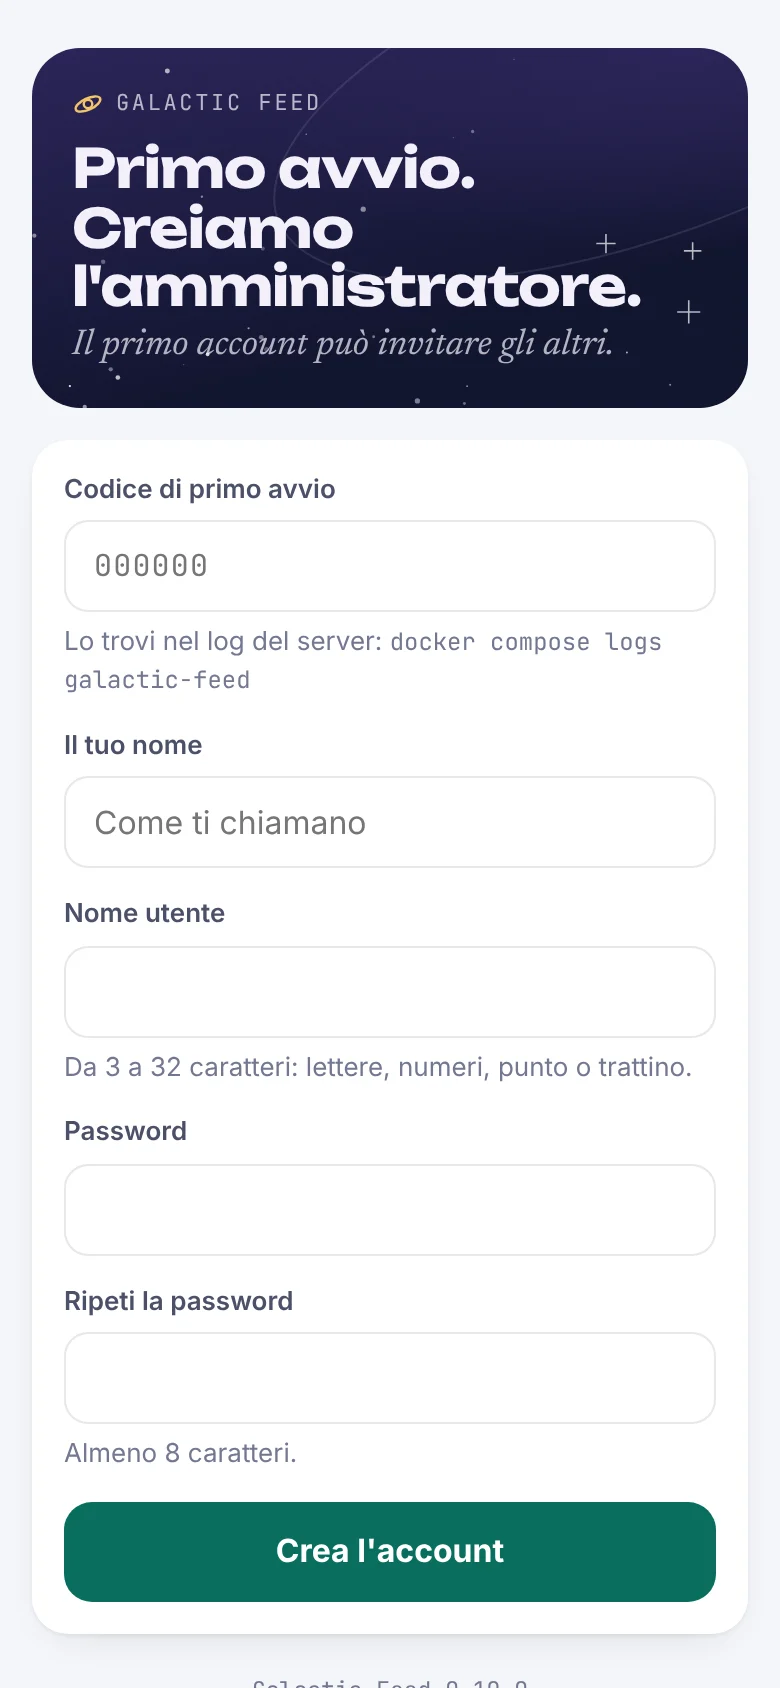 GALACTIC FEED
Primo avvio.
Creiamo
l'amministratore.
Il primo account può invitare gli altri.
Codice di primo avvio
000000
Lo trovi nel log del server: docker compose logs
galactic-feed
Il tuo nome
Come ti chiamano
Nome utente
Da 3 a 32 caratteri: lettere, numeri, punto o trattino.
Password
Ripeti la password
Almeno 8 caratteri.
Crea l'account
Galactic Feed